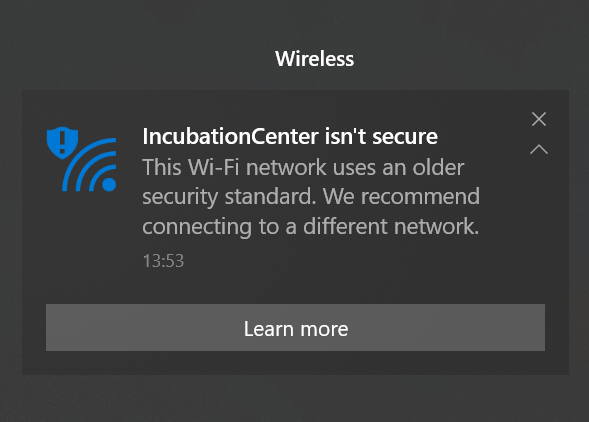 Wireless
IncubationCenter isn't secure
This Wi-Fi network uses an older
security standard. We recommend
connecting to a different network.
13:53
Learn more